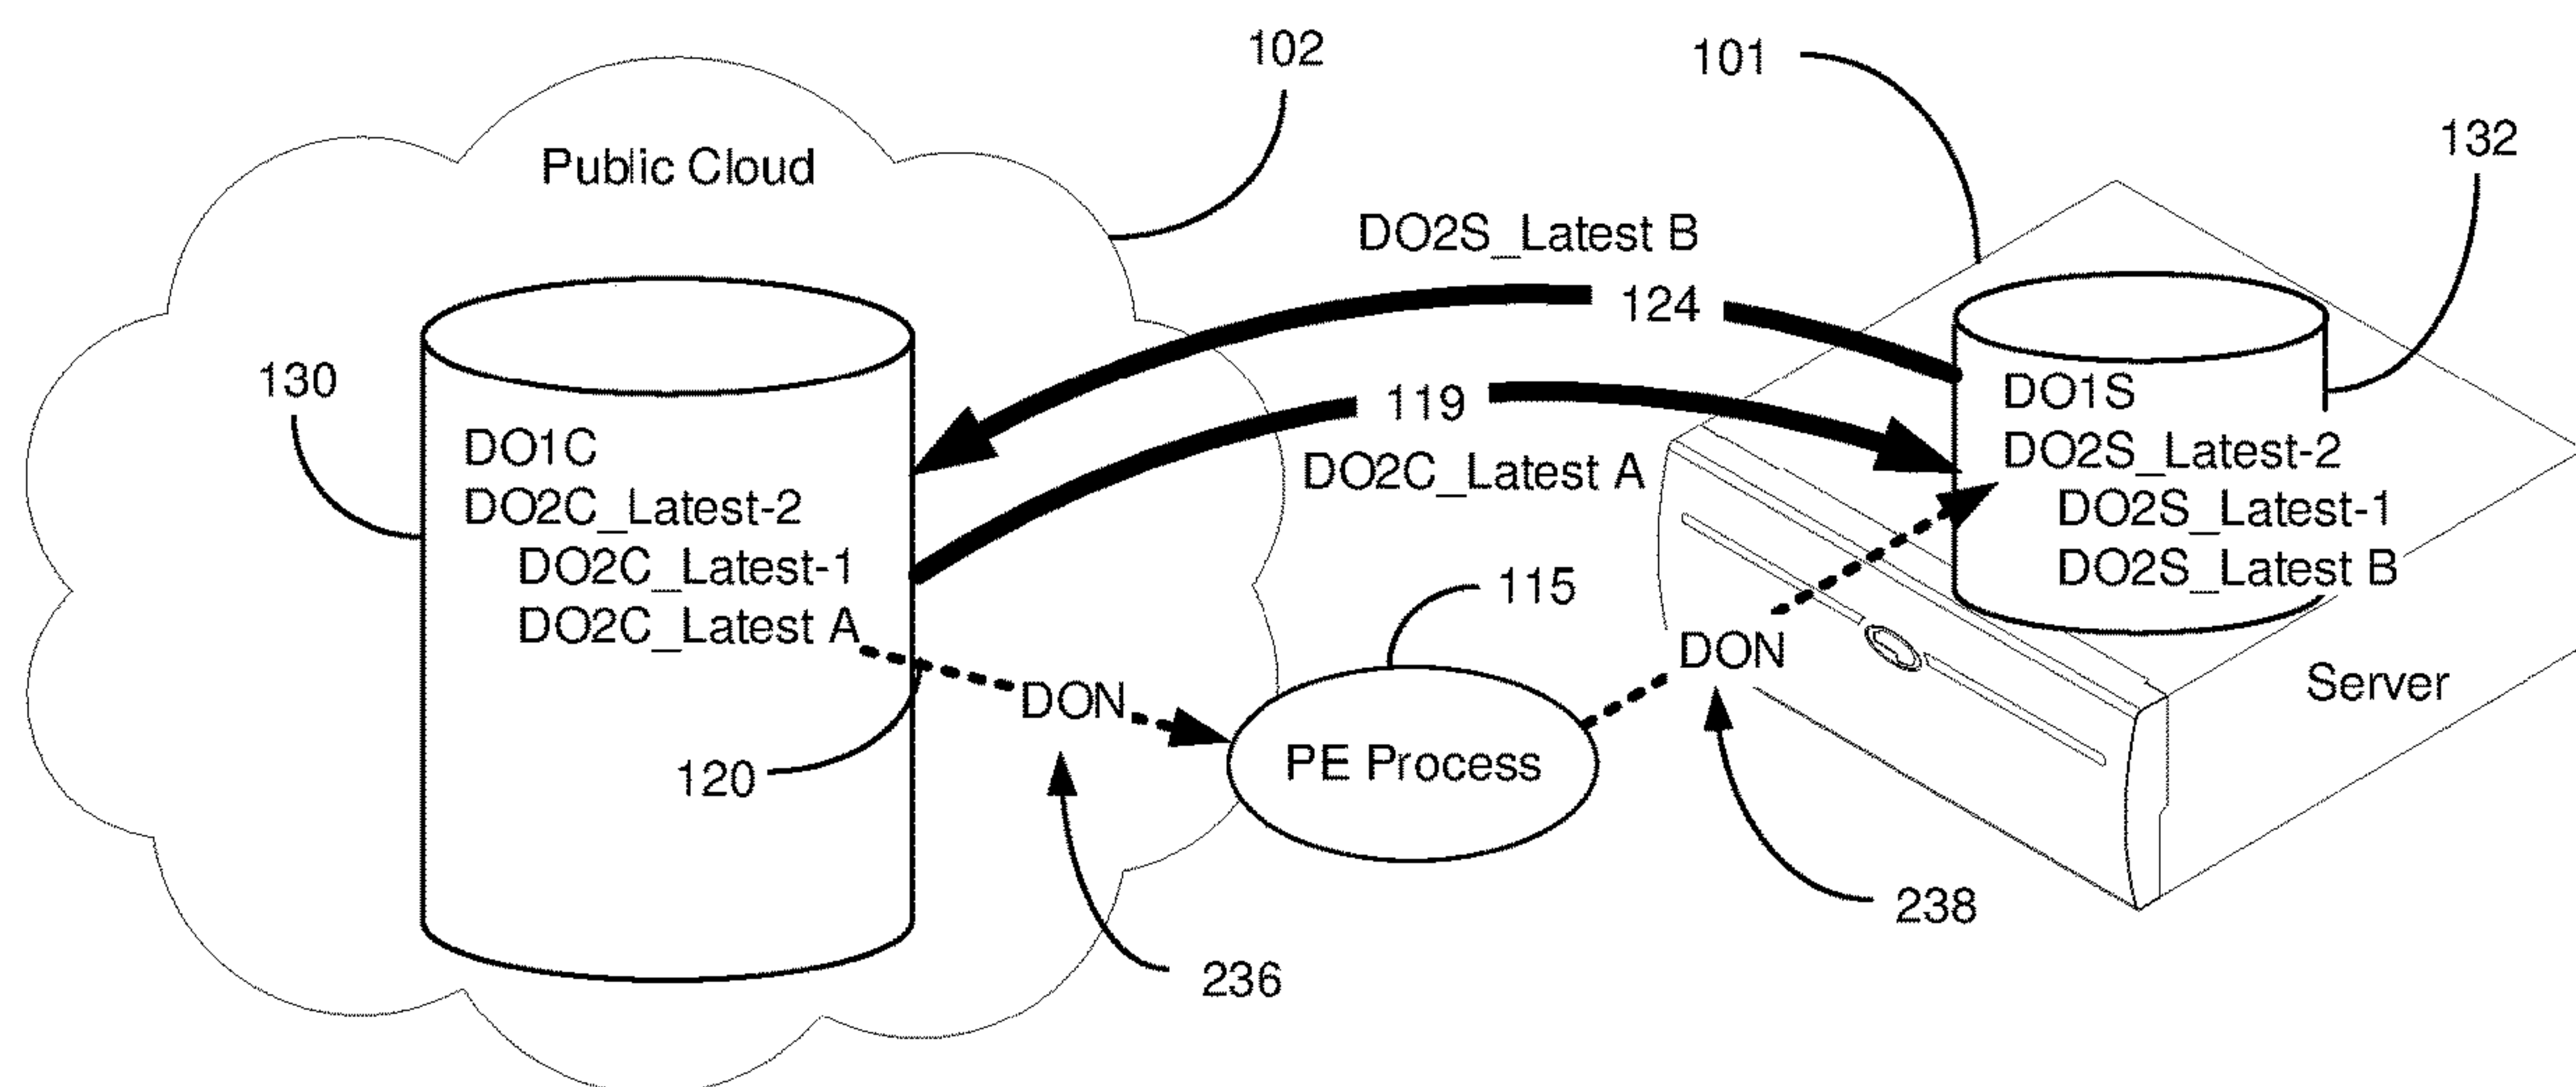 102
101
132
Public Cloud
DO2S_Latest B
124
130
119
DO2C_Latest A
DO1C
DO2C_Latest-2
DO2C_Latest-1
DO2C_Latest A
DO1S
DO2S_Latest-2
DO2S_Latest-1
DO2S_Latest B
115
DON
DON
Server
120
PE Process
238
236